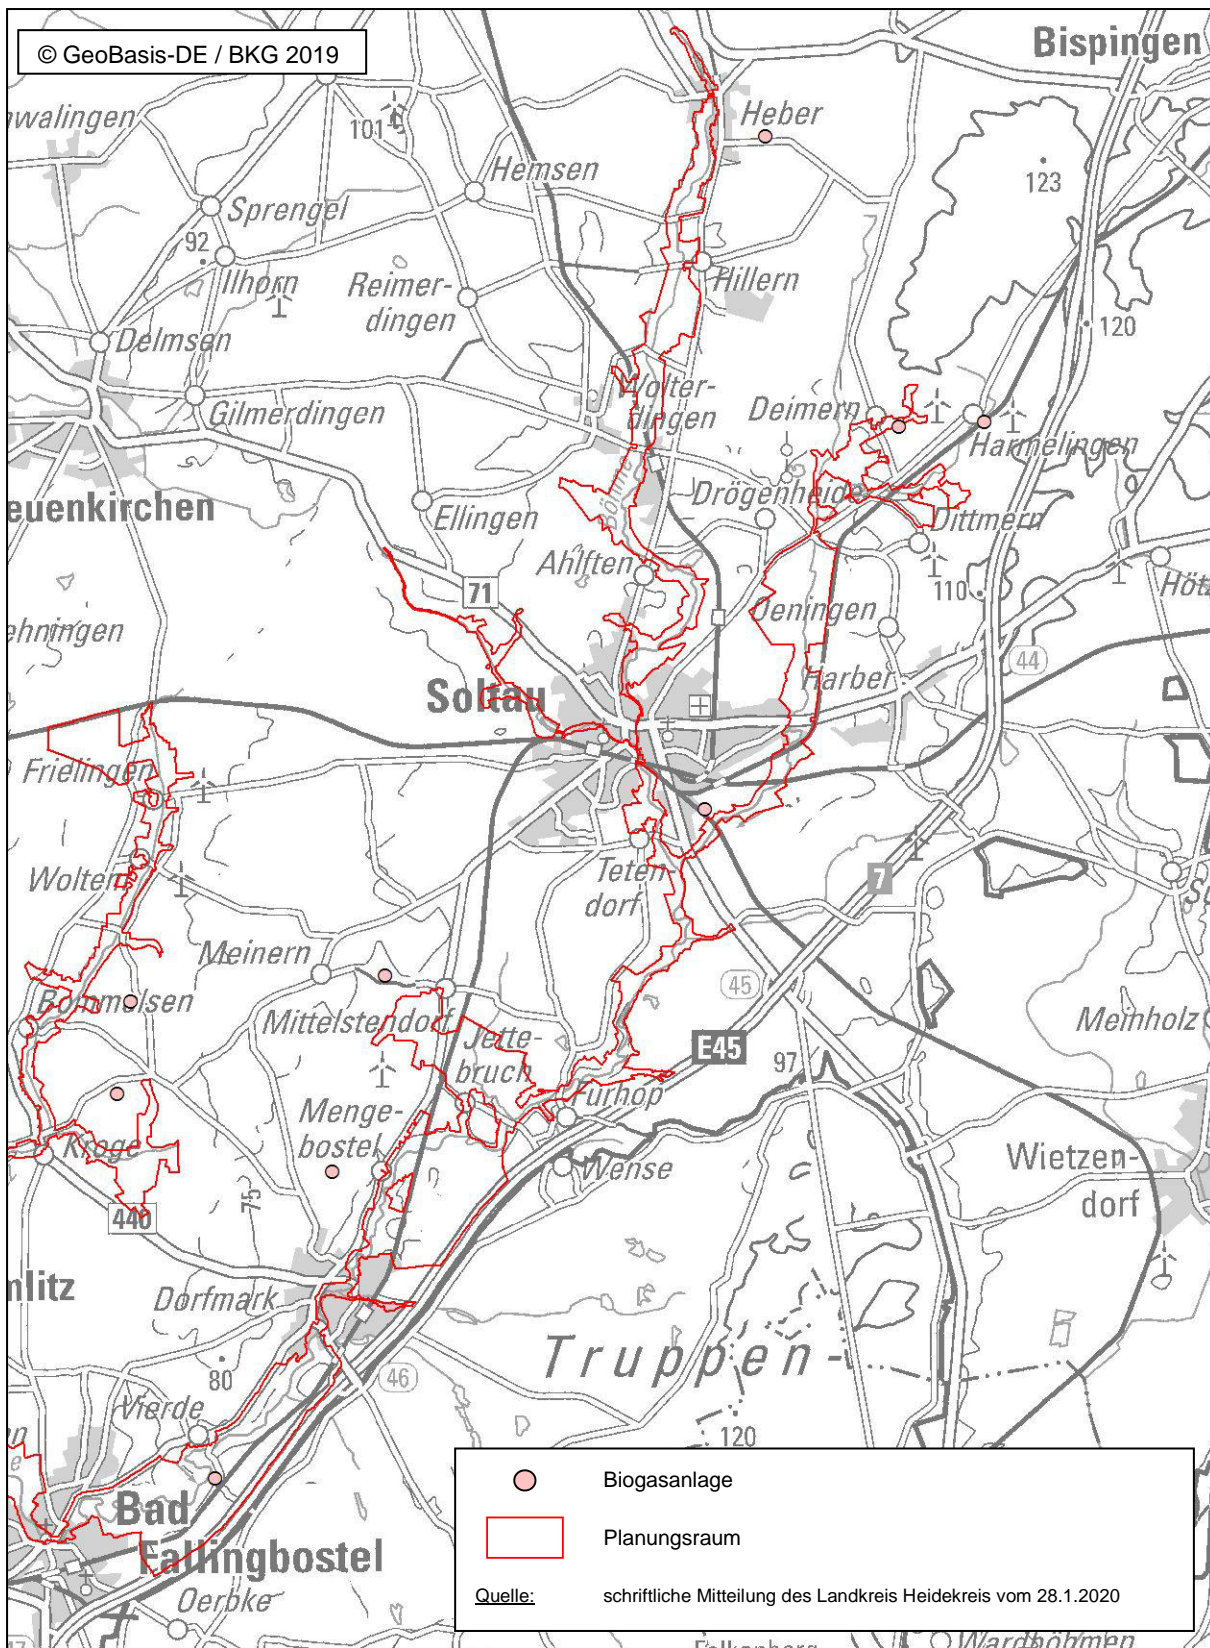 © GeoBasis-DE / BKG 2019
Bispingen
Heber
walingen
101
Hemsen
123
Sprengel
92
Ilhorn
Reimer-
dingen
Hillern
120
Delmsen
Gilmerdingen
Wolter-
dingen
Deimern
Harmelingen
euenkirchen
Ellingen
Böhme
Drögenheide
Dittmern
Ahlften
71
110
Oeningen
ehningen
44
Soltau
Harber
Frielingen
Wolten
7
Teten-
dorf
Meinern
45
Bommelsen
Mittelstendorf
Jette-
bruch
Meinholz
E45
97
Furhop
Menge-
bostel
Kroge
Wense
Wietzen-
dorf
75
440
mlitz
Dorfmark
Truppen-
80
46
Vierde
120
Bad
Fallingbostel
Oerbke
Biogasanlage
Planungsraum
Quelle: schriftliche Mitteilung des Landkreis Heidekreis vom 28.1.2020